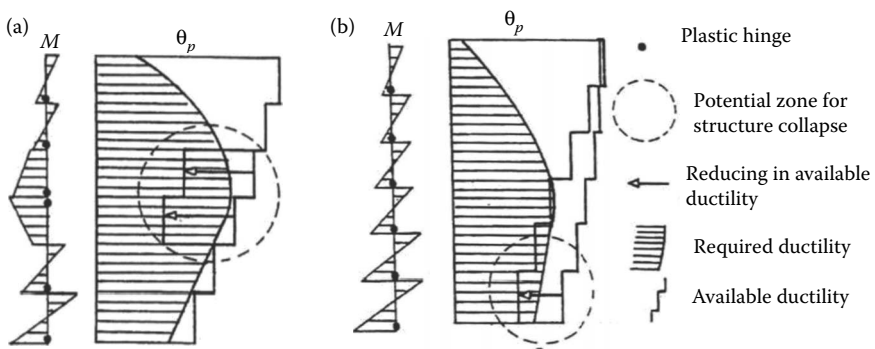 (a)
M
θp
(b)
M
θp
Plastic hinge
Potential zone for
structure collapse
Reducing in available
ductility
Required ductility
Available ductility